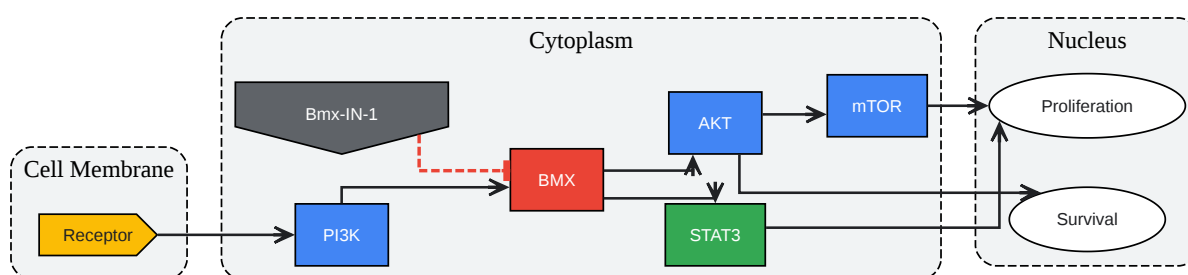 Cytoplasm
Nucleus
Bmx-IN-1
mTOR
Proliferation
AKT
Cell Membrane
BMX
Receptor
PI3K
STAT3
Survival